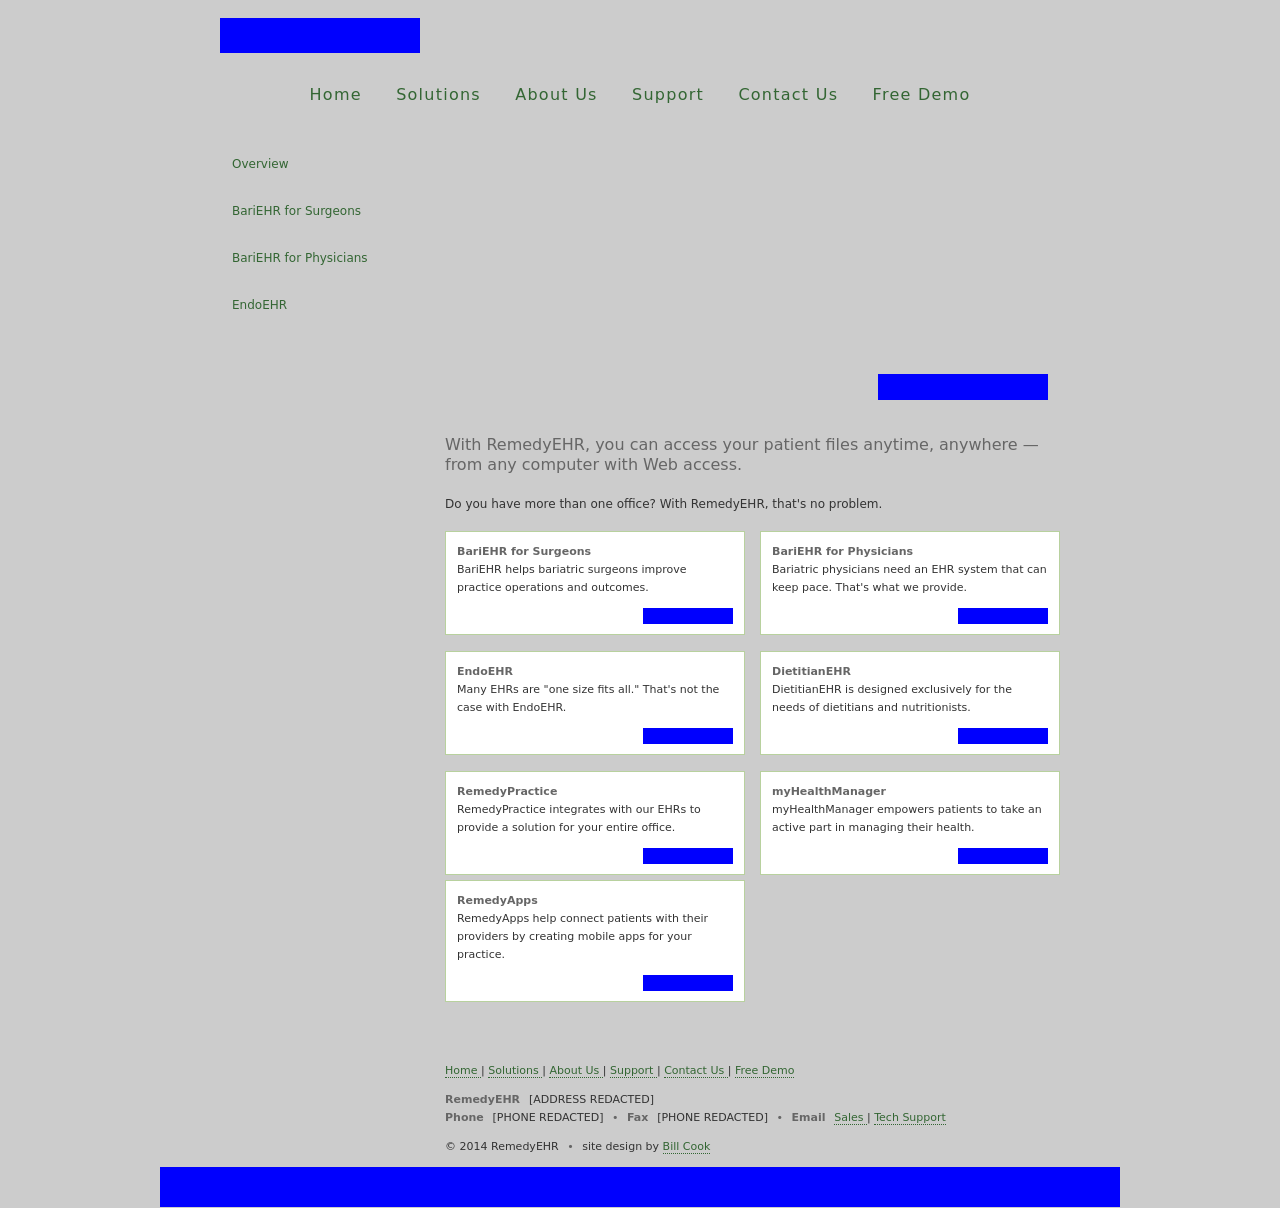 Home Solutions About Us Support Contact Us Free Demo
Overview
BariEHR for Surgeons
BariEHR for Physicians
EndoEHR
With RemedyEHR, you can access your patient files anytime, anywhere —
from any computer with Web access.
Do you have more than one office? With RemedyEHR, that's no problem.
BariEHR for Surgeons
BariEHR helps bariatric surgeons improve
practice operations and outcomes.
BariEHR for Physicians
Bariatric physicians need an EHR system that can
keep pace. That's what we provide.
EndoEHR
Many EHRs are "one size fits all." That's not the
case with EndoEHR.
DietitianEHR
DietitianEHR is designed exclusively for the
needs of dietitians and nutritionists.
RemedyPractice
RemedyPractice integrates with our EHRs to
provide a solution for your entire office.
myHealthManager
myHealthManager empowers patients to take an
active part in managing their health.
RemedyApps
RemedyApps help connect patients with their
providers by creating mobile apps for your
practice.
Home | Solutions | About Us | Support | Contact Us | Free Demo
RemedyEHR [ADDRESS REDACTED]
Phone [PHONE REDACTED] • Fax [PHONE REDACTED] • Email Sales | Tech Support
© 2014 RemedyEHR • site design by Bill Cook